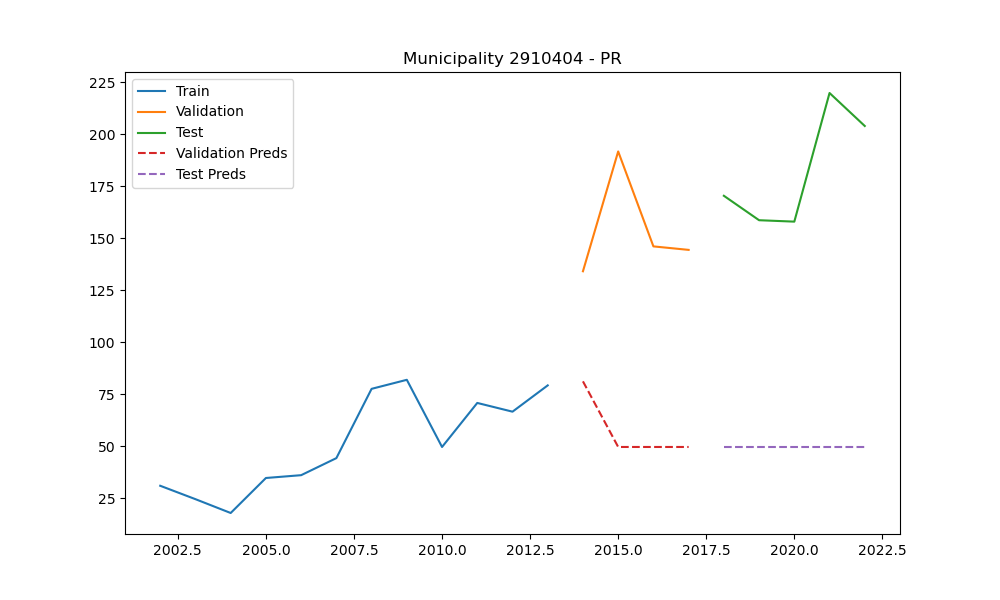 Municipality 2910404 - PR
225
200
175
150
125
100
75
50
25
Train
Validation
Test
Validation Preds
Test Preds
2002.5 2005.0 2007.5 2010.0 2012.5 2015.0 2017.5 2020.0 2022.5